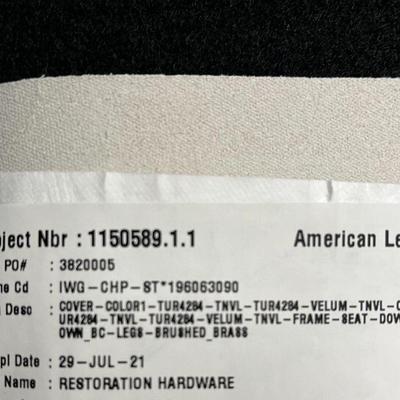 oject Nbr : 1150589.1.1 American Le
PO# : 3820005
ne Cd : IWG-CHP-ST*196063090
g Desc : COVER-COLOR1-TUR4284-TNVL-TUR4284-VELUM-TNVL-C
UR4284-TNVL-TUR4284-VELUM-TNVL-FRAME-SEAT-DOW
OWN_BC-LEGS-BRUSHED_BRASS
pl Date : 29-JUL-21
Name : RESTORATION HARDWARE